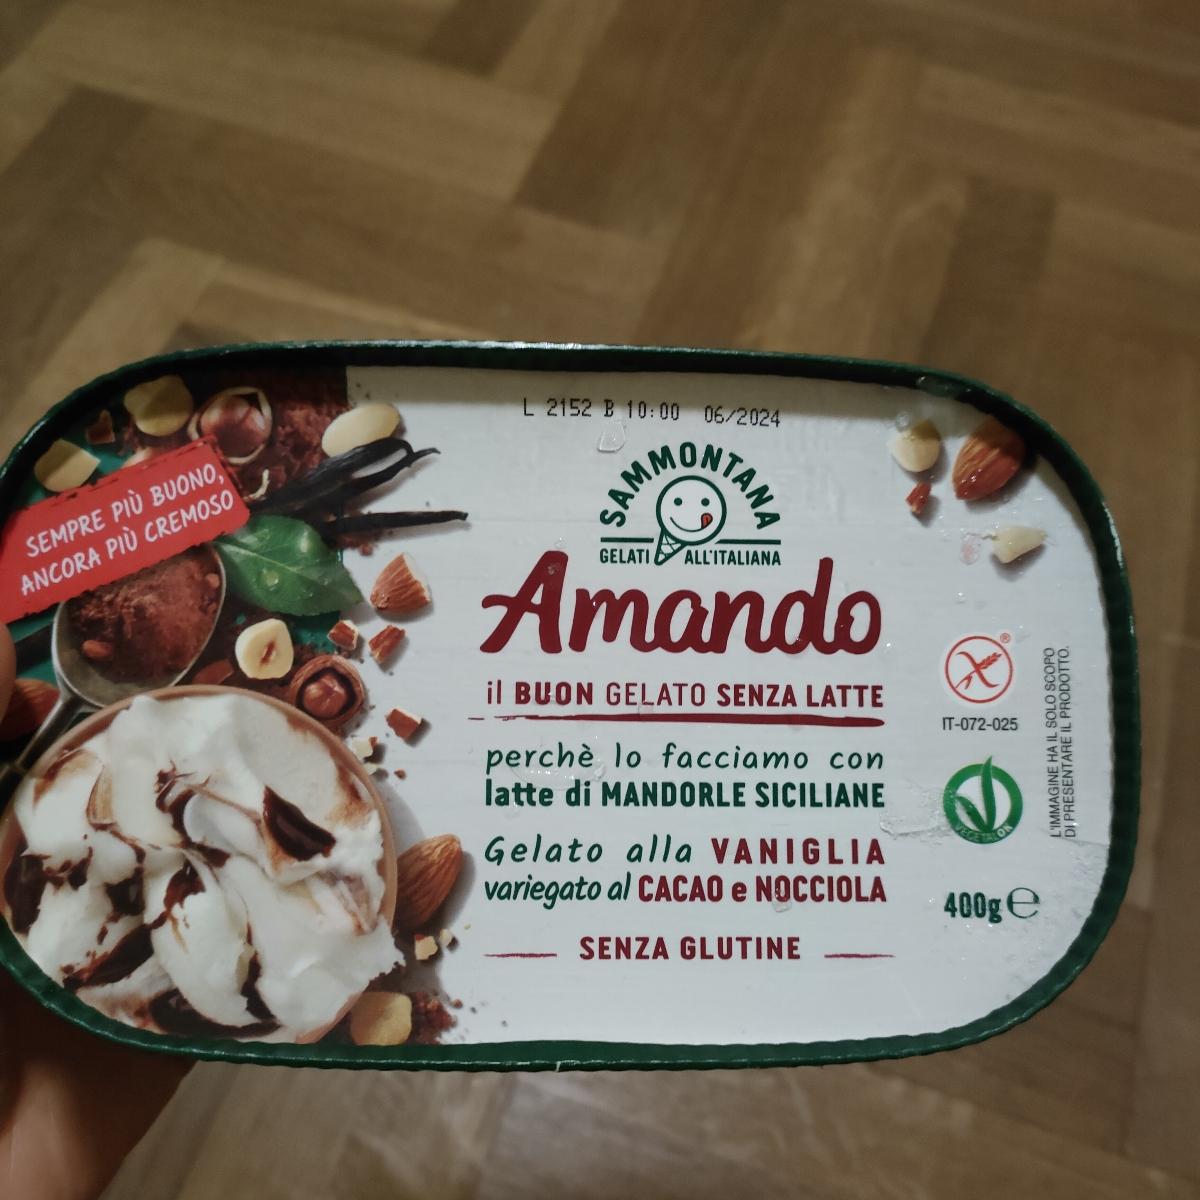 L 2152 B 10:00 06/2024
SEMPRE PIÙ BUONO,
ANCORA PIÙ CREMOSO
SAMMONTANA
GELATI ALL'ITALIANA
Amando
il BUON GELATO SENZA LATTE
perchè lo facciamo con
latte di MANDORLE SICILIANE
Gelato alla VANIGLIA
variegato al CACAO e NOCCIOLA
SENZA GLUTINE
®
IT-072-025
VEGETALOK
400g ℮
L'IMMAGINE HA IL SOLO SCOPO
DI PRESENTARE IL PRODOTTO.